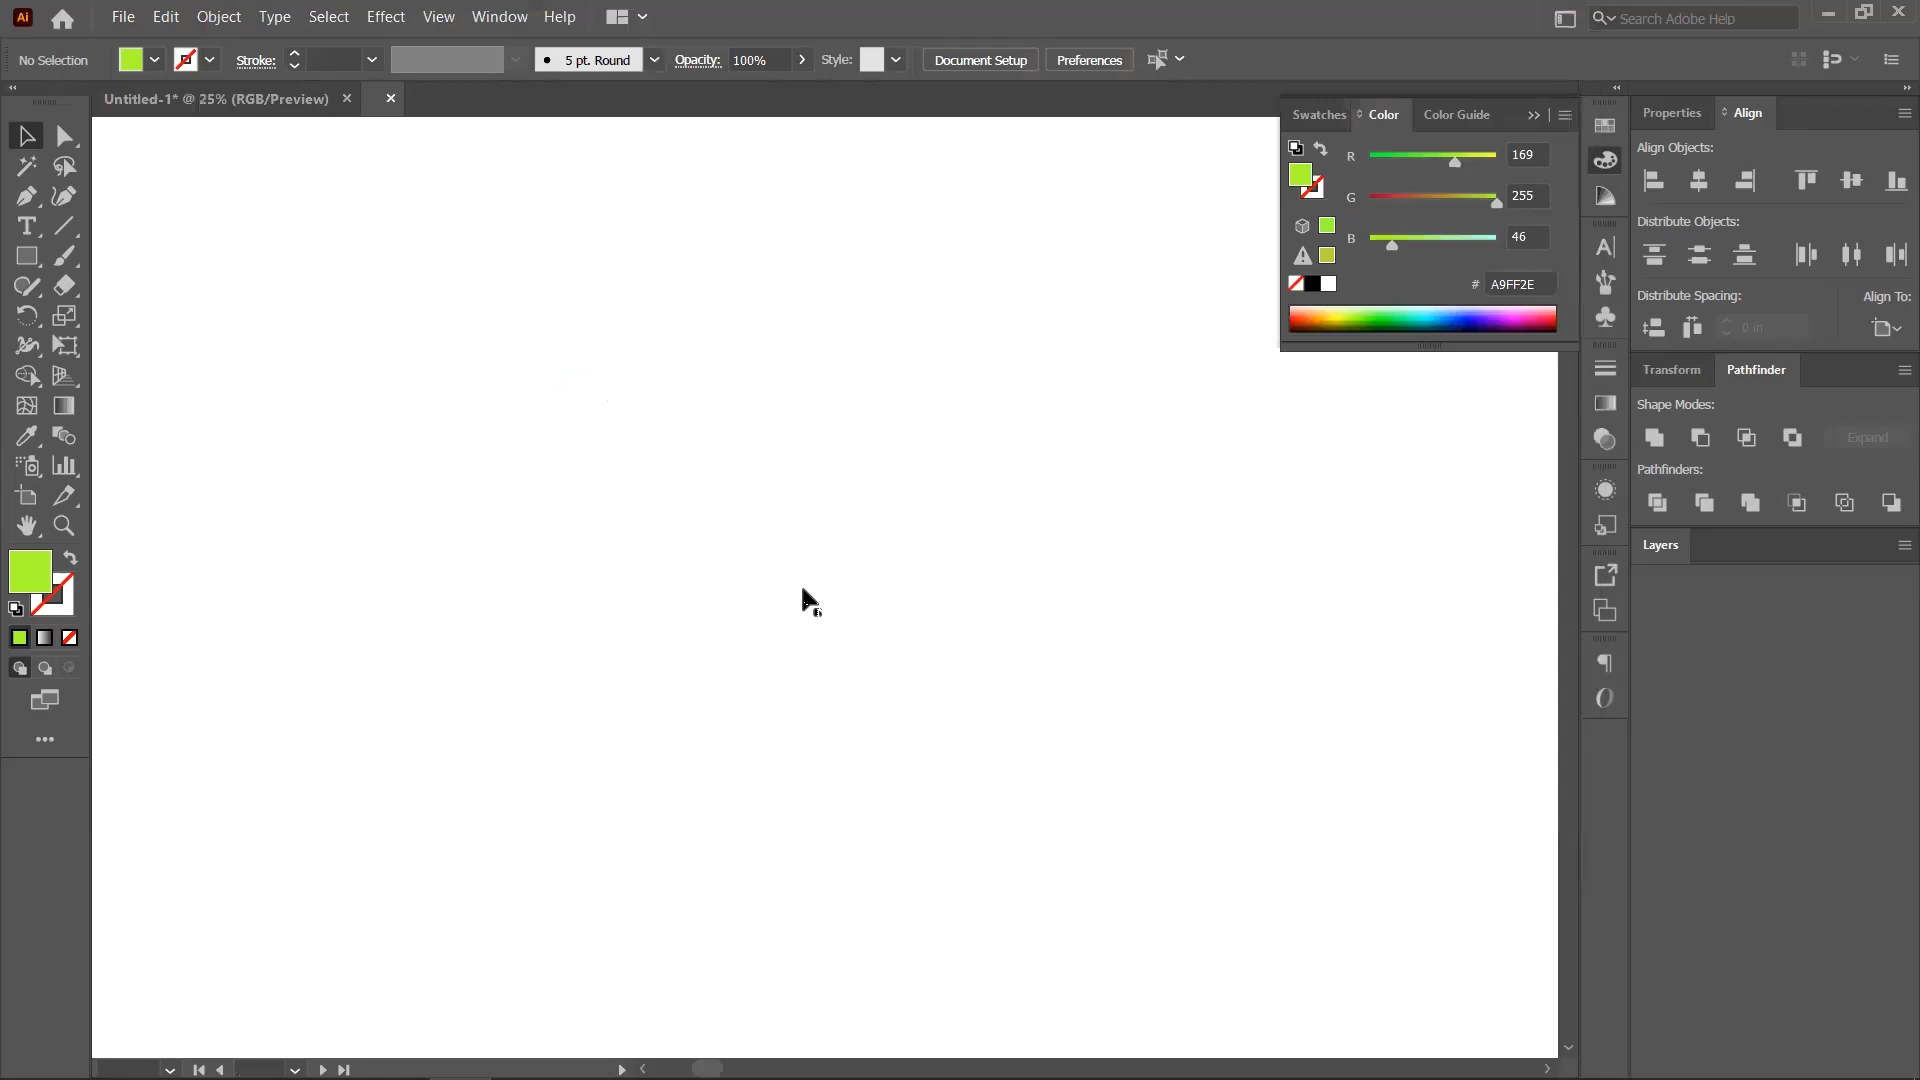 Ai File Edit Object Type Select Effect View Window Help Search Adobe Help
No Selection Stroke: 5 pt. Round Opacity: 100% Style: Document Setup Preferences
Untitled-1* @ 25% (RGB/Preview)
Swatches Color Color Guide
R 169
G 255
B 46
# A9FF2E
Properties Align
Align Objects:
Distribute Objects:
Distribute Spacing: Align To:
0 in
Transform Pathfinder
Shape Modes:
Expand
Pathfinders:
Layers